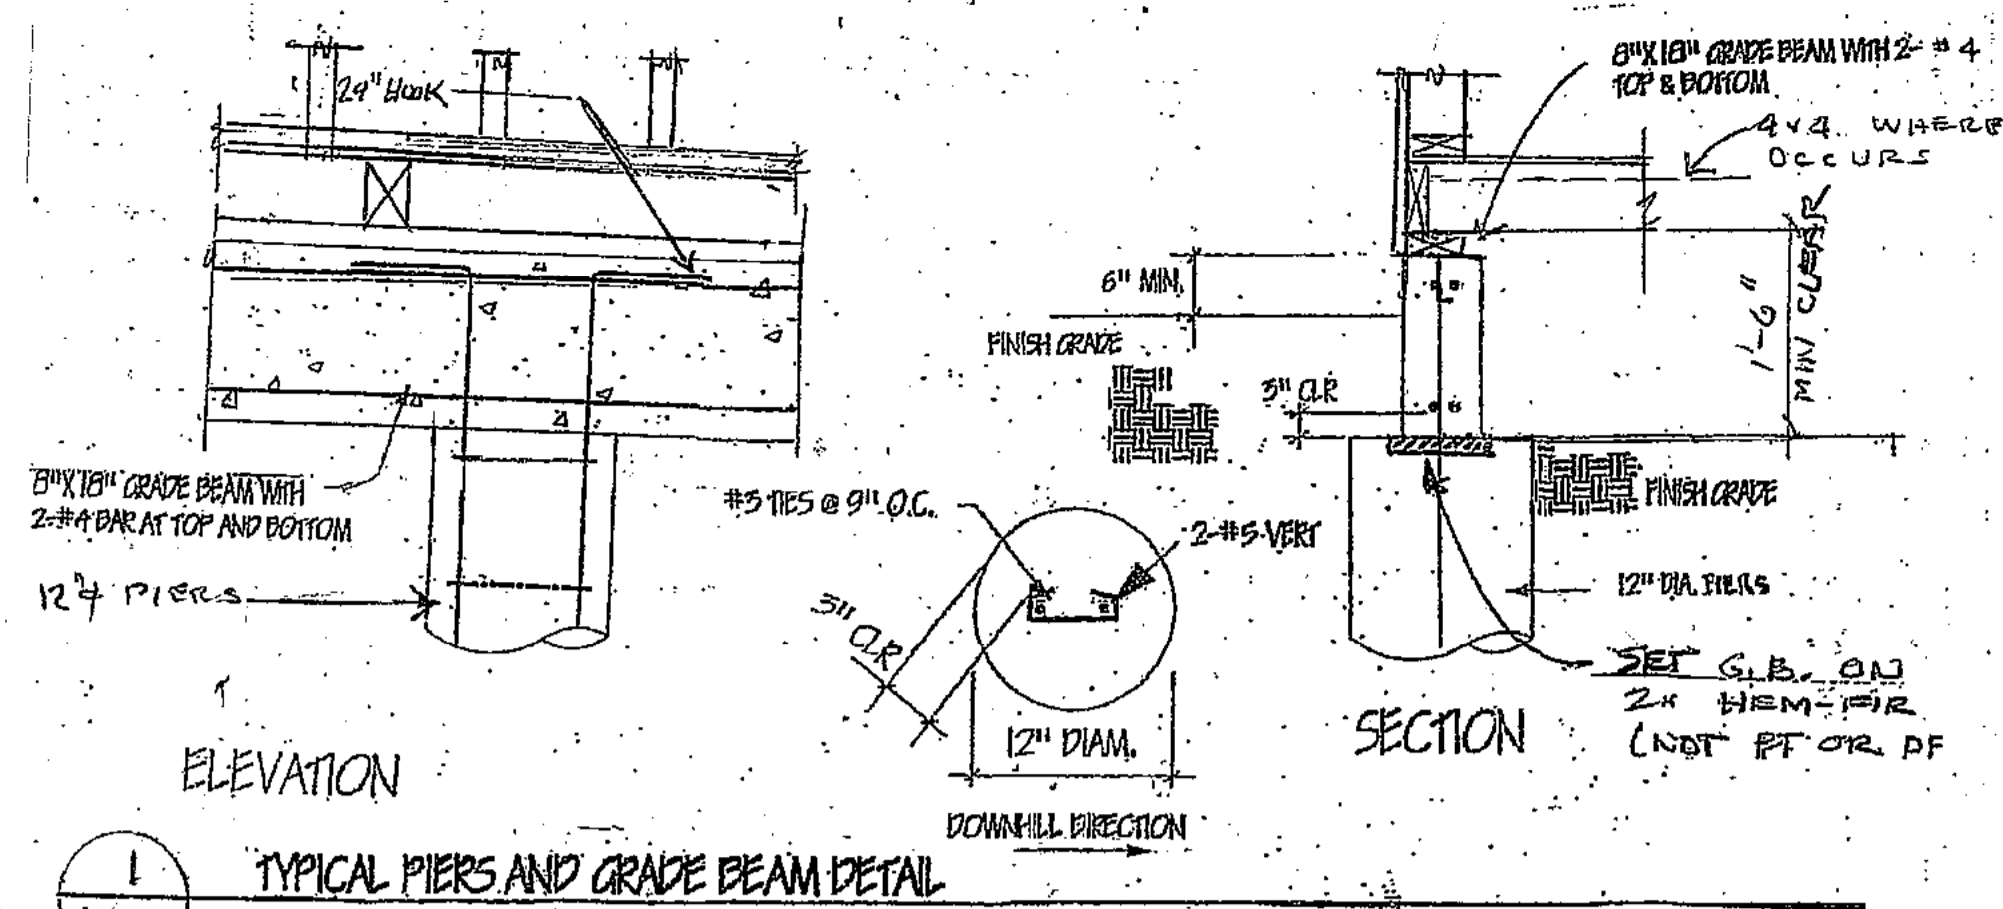 24" HOOK
8"X18" GRADE BEAM WITH
2-#4 BAR AT TOP AND BOTTOM
12"φ PIERS
ELEVATION
8"X18" GRADE BEAM WITH 2- #4
TOP & BOTTOM
4x4 WHERE
OCCURS
6" MIN.
FINISH GRADE
3" CLR
1'-6"
MIN CLEAR
FINISH GRADE
12" DIA. PIERS
SET G.B. ON
2x HEM-FIR
(NOT PT OR DF
SECTION
#3 TIES @ 9" O.C.
2-#5 VERT
3" CLR
12" DIAM.
DOWNHILL DIRECTION
1
TYPICAL PIERS AND GRADE BEAM DETAIL